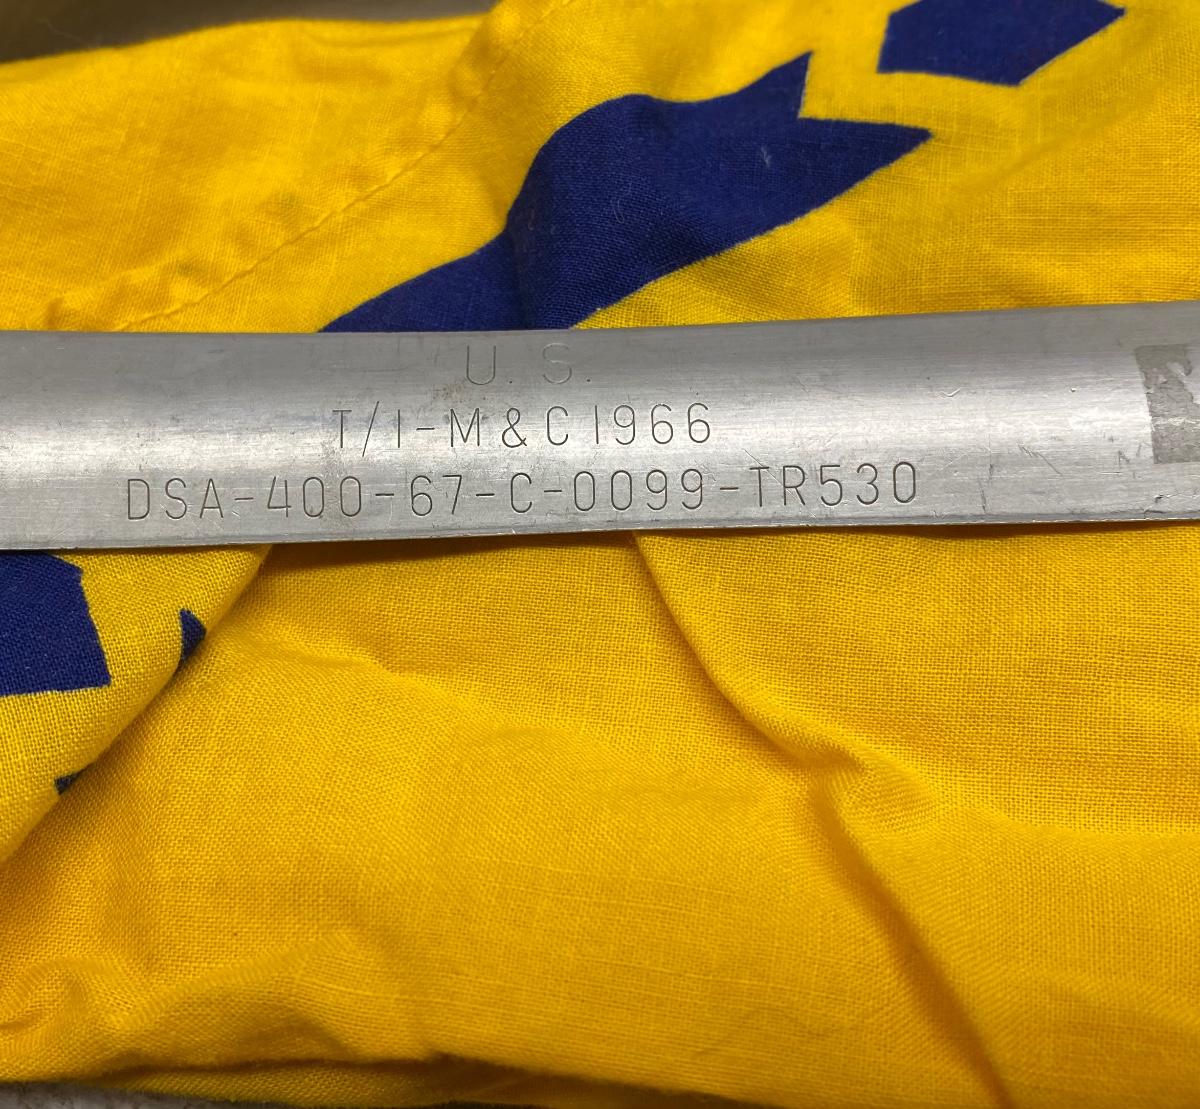 U. S.
T/I-M & C 1966
DSA-400-67-C-0099-TR530